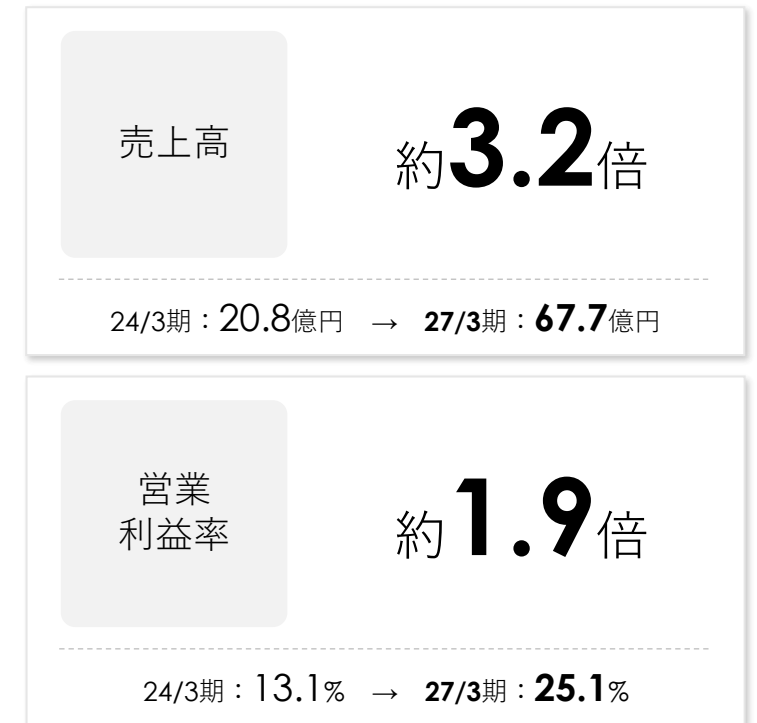 売上高
約3.2倍
24/3期：20.8億円 → 27/3期：67.7億円
営業
利益率
約1.9倍
24/3期：13.1% → 27/3期：25.1%